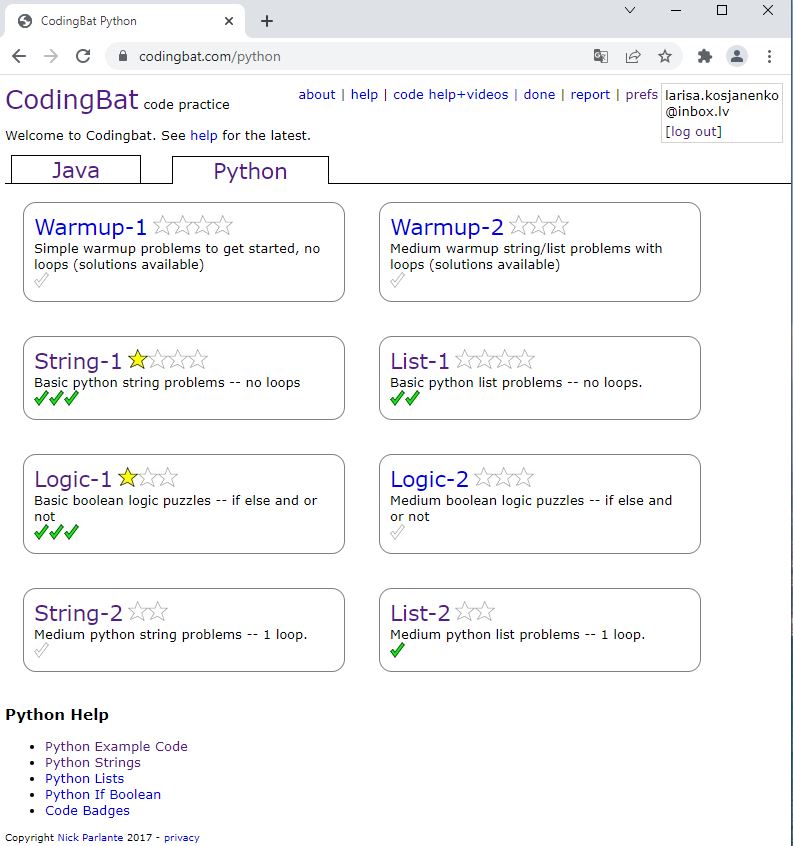 CodingBat Python
codingbat.com/python
CodingBat code practice
about | help | code help+videos | done | report | prefs
larisa.kosjanenko
@inbox.lv
[log out]
Welcome to Codingbat. See help for the latest.
Java
Python
Warmup-1
Simple warmup problems to get started, no
loops (solutions available)
Warmup-2
Medium warmup string/list problems with
loops (solutions available)
String-1
Basic python string problems -- no loops
List-1
Basic python list problems -- no loops.
Logic-1
Basic boolean logic puzzles -- if else and or
not
Logic-2
Medium boolean logic puzzles -- if else and
or not
String-2
Medium python string problems -- 1 loop.
List-2
Medium python list problems -- 1 loop.
Python Help
Python Example Code
Python Strings
Python Lists
Python If Boolean
Code Badges
Copyright Nick Parlante 2017 - privacy